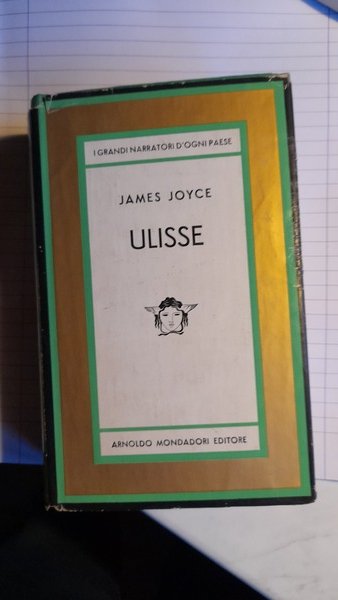 I GRANDI NARRATORI D'OGNI PAESE
JAMES JOYCE
ULISSE
ARNOLDO MONDADORI EDITORE